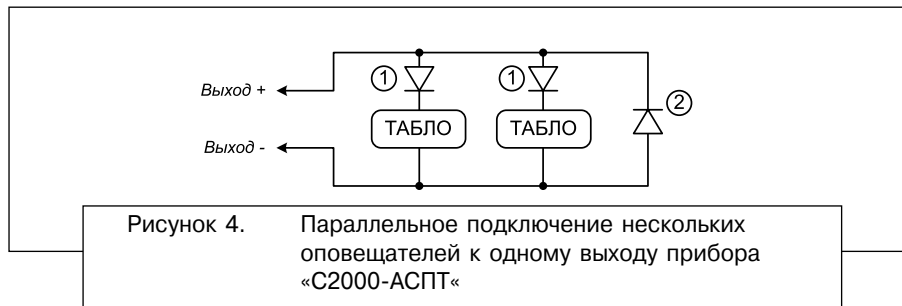 ① ① ②
Выход +
ТАБЛО ТАБЛО
Выход -
Рисунок 4. Параллельное подключение нескольких
оповещателей к одному выходу прибора
«С2000-АСПТ«